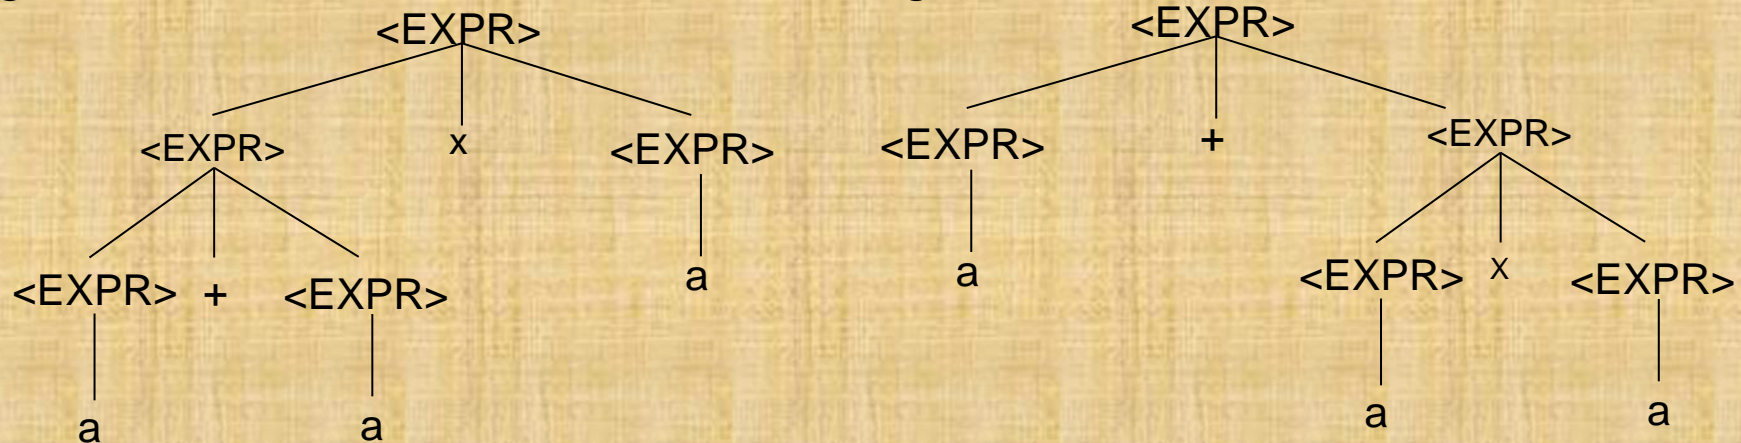 <EXPR>
<EXPR> x <EXPR>
<EXPR> + <EXPR> a
a a
<EXPR>
<EXPR> + <EXPR>
a <EXPR> x <EXPR>
a a